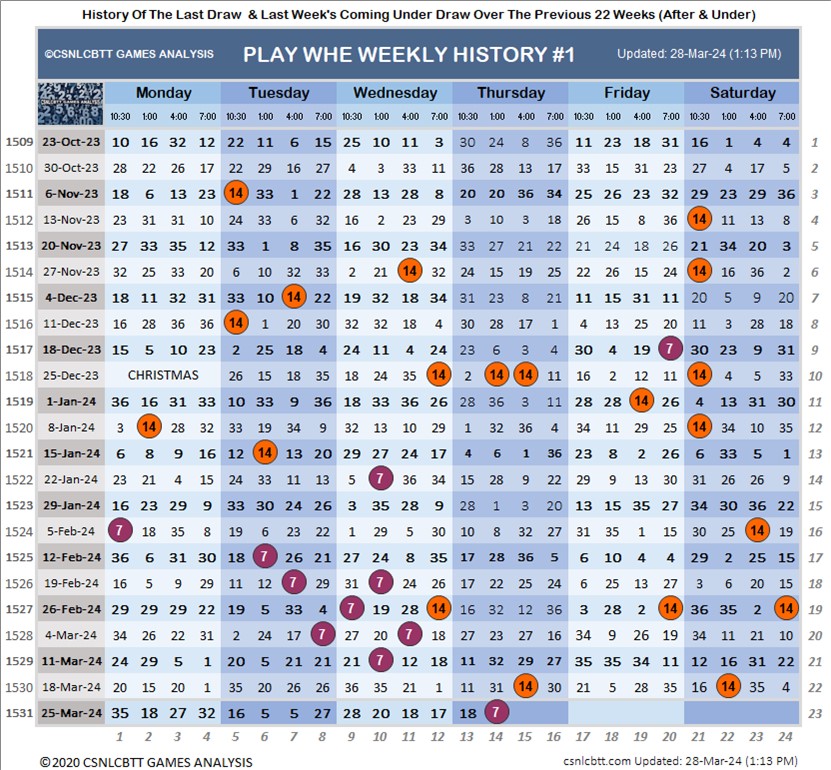 History Of The Last Draw & Last Week's Coming Under Draw Over The Previous 22 Weeks (After & Under)
©CSNLCBTT GAMES ANALYSIS PLAY WHE WEEKLY HISTORY #1 Updated: 28-Mar-24 (1:13 PM)
CSNLCBTT GAMES ANALYSIS
Monday Tuesday Wednesday Thursday Friday Saturday
10:30 1:00 4:00 7:00 10:30 1:00 4:00 7:00 10:30 1:00 4:00 7:00 10:30 1:00 4:00 7:00 10:30 1:00 4:00 7:00 10:30 1:00 4:00 7:00
1509 23-Oct-23 10 16 32 12 22 11 6 15 25 10 11 3 30 24 8 36 11 23 18 31 16 1 4 4 1
1510 30-Oct-23 28 22 26 17 22 29 16 27 4 3 33 11 36 28 13 17 33 15 31 23 27 4 17 5 2
1511 6-Nov-23 18 6 13 23 14 33 1 22 28 13 28 8 20 20 36 34 25 26 23 32 29 23 29 36 3
1512 13-Nov-23 23 31 31 10 24 33 6 32 16 2 23 29 3 10 3 18 26 15 8 36 14 11 13 8 4
1513 20-Nov-23 27 33 35 12 33 1 8 35 16 30 23 34 33 27 21 22 21 24 18 26 21 34 20 3 5
1514 27-Nov-23 32 25 33 20 6 10 32 33 2 21 14 32 24 15 19 25 22 26 15 24 14 16 36 2 6
1515 4-Dec-23 18 11 32 31 33 10 14 22 19 32 18 34 31 23 8 21 11 15 31 11 20 5 9 20 7
1516 11-Dec-23 16 28 36 36 14 1 20 30 32 32 18 4 30 28 17 1 4 13 25 20 11 3 28 18 8
1517 18-Dec-23 15 5 10 23 2 25 18 4 24 11 4 24 23 6 3 4 30 4 19 7 30 23 9 31 9
1518 25-Dec-23 CHRISTMAS 26 15 18 35 18 24 35 14 2 14 14 11 16 2 12 11 14 4 5 33 10
1519 1-Jan-24 36 16 31 33 10 33 9 36 18 33 36 26 28 36 3 11 28 28 14 26 4 13 31 30 11
1520 8-Jan-24 3 14 28 32 33 19 34 9 32 13 10 29 1 32 36 4 34 11 29 25 14 34 10 35 12
1521 15-Jan-24 6 8 9 16 12 14 13 20 29 27 24 17 4 6 1 36 23 8 2 26 6 33 5 1 13
1522 22-Jan-24 23 21 4 15 24 33 11 13 5 7 36 34 15 28 9 22 29 4 15 9 31 26 26 9 14
1523 29-Jan-24 16 23 29 9 33 30 24 26 3 35 28 9 28 1 3 20 13 15 35 27 34 30 36 22 15
1524 5-Feb-24 7 18 35 8 19 6 23 22 1 29 5 30 10 8 32 27 31 35 1 15 30 25 14 19 16
1525 12-Feb-24 36 6 31 30 18 7 26 21 27 24 8 35 17 28 36 5 6 10 4 4 29 2 25 15 17
1526 19-Feb-24 16 5 9 29 11 12 7 29 31 7 24 26 17 22 25 24 6 25 13 27 3 6 20 15 18
1527 26-Feb-24 29 29 29 22 19 5 33 4 7 19 28 14 16 32 12 36 3 28 2 14 36 35 2 14 19
1528 4-Mar-24 34 26 22 31 2 24 17 7 27 20 7 18 27 23 27 16 34 9 26 19 34 11 21 10 20
1529 11-Mar-24 24 29 5 1 20 5 21 21 21 7 12 18 11 32 29 27 35 35 34 11 12 16 31 22 21
1530 18-Mar-24 20 15 20 1 35 20 26 26 36 35 21 1 11 31 14 30 21 5 28 35 16 14 35 4 22
1531 25-Mar-24 35 18 27 32 16 5 5 27 28 20 18 17 18 7 23
1 2 3 4 5 6 7 8 9 10 11 12 13 14 15 16 17 18 19 20 21 22 23 24
©2020 CSNLCBTT GAMES ANALYSIS csnlcbtt.com Updated: 28-Mar-24 (1:13 PM)